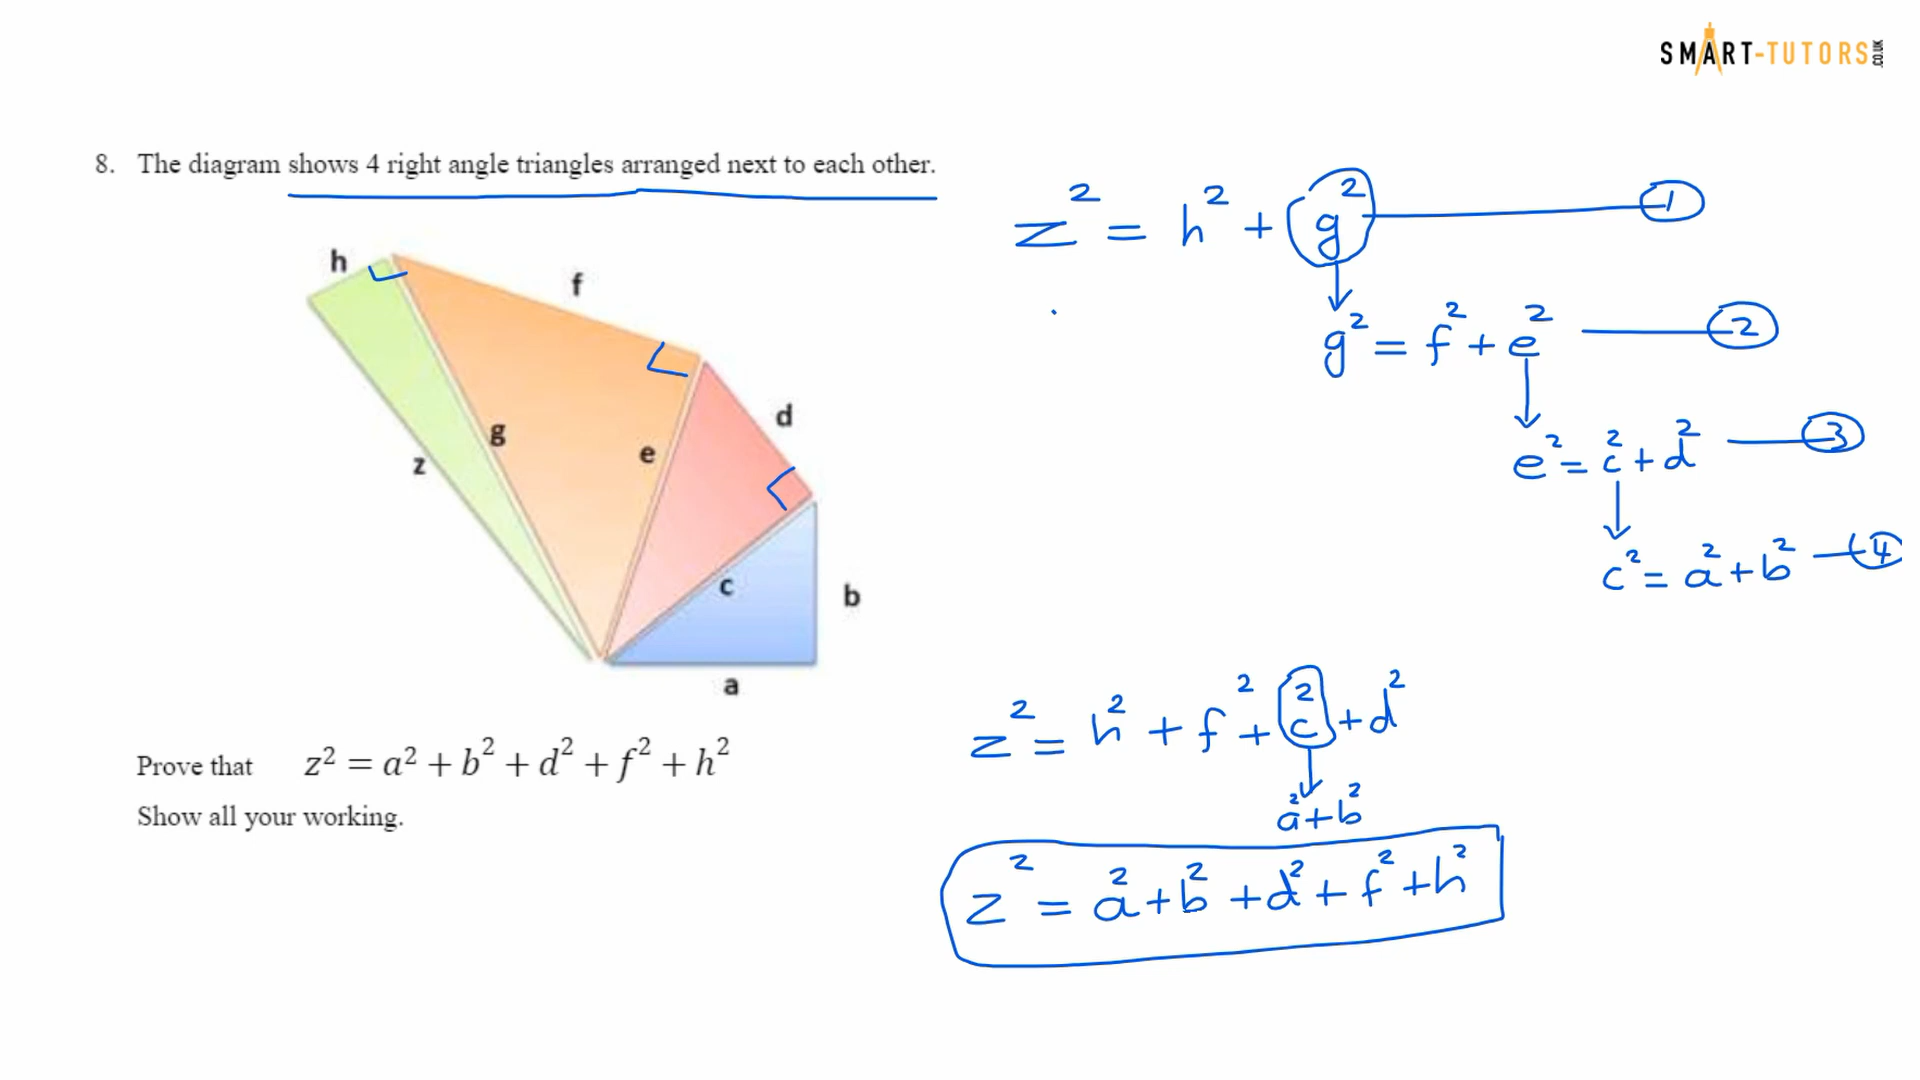 SMART-TUTORS.CO.UK
8. The diagram shows 4 right angle triangles arranged next to each other.
h
f
d
g
e
z
c
b
a
Prove that z² = a² + b² + d² + f² + h²
Show all your working.
z² = h² + g² 1
g² = f² + e² 2
e² = c² + d² 3
c² = a² + b² 4
z² = h² + f² + c² + d²
a² + b²
z² = a² + b² + d² + f² + h²